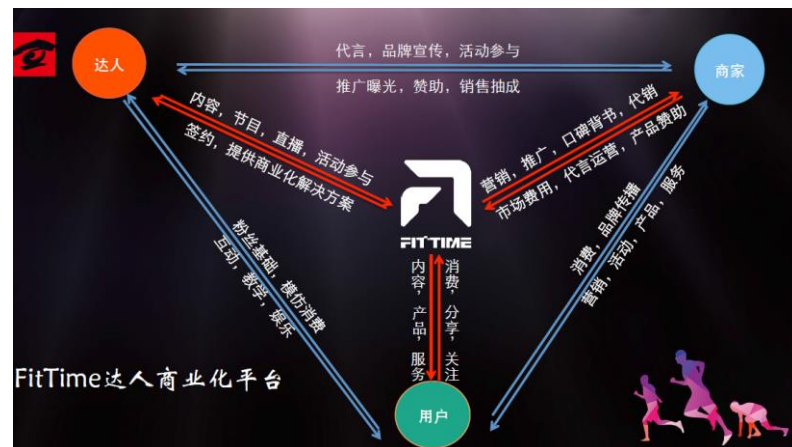 达人
商家
代言，品牌宣传，活动参与
推广曝光，赞助，销售抽成
内容，节目，直播，活动参与
签约，提供商业化解决方案
营销，推广，口碑背书，代销
市场费用，代言运营，产品赞助
FITTIME
粉丝基础，模仿消费
互动，教学，娱乐
内容，产品，服务
消费，分享，关注
消费，品牌传播
营销，活动，产品，服务
FitTime达人商业化平台
用户